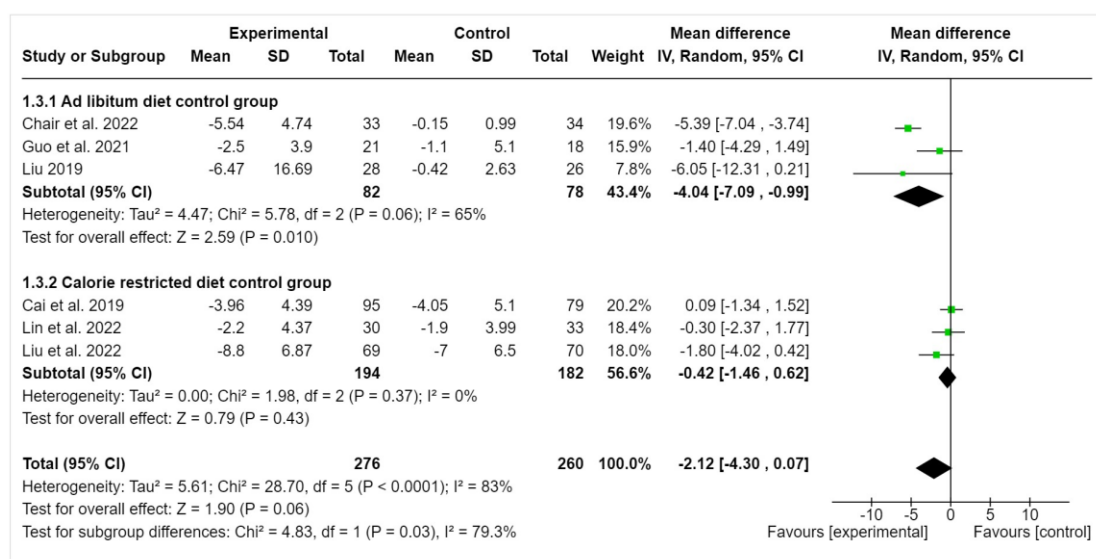 Experimental Control Mean difference Mean difference
Study or Subgroup Mean SD Total Mean SD Total Weight IV, Random, 95% CI IV, Random, 95% CI
1.3.1 Ad libitum diet control group
Chair et al. 2022 -5.54 4.74 33 -0.15 0.99 34 19.6% -5.39 [-7.04 , -3.74]
Guo et al. 2021 -2.5 3.9 21 -1.1 5.1 18 15.9% -1.40 [-4.29 , 1.49]
Liu 2019 -6.47 16.69 28 -0.42 2.63 26 7.8% -6.05 [-12.31 , 0.21]
Subtotal (95% CI) 82 78 43.4% -4.04 [-7.09 , -0.99]
Heterogeneity: Tau² = 4.47; Chi² = 5.78, df = 2 (P = 0.06); I² = 65%
Test for overall effect: Z = 2.59 (P = 0.010)
1.3.2 Calorie restricted diet control group
Cai et al. 2019 -3.96 4.39 95 -4.05 5.1 79 20.2% 0.09 [-1.34 , 1.52]
Lin et al. 2022 -2.2 4.37 30 -1.9 3.99 33 18.4% -0.30 [-2.37 , 1.77]
Liu et al. 2022 -8.8 6.87 69 -7 6.5 70 18.0% -1.80 [-4.02 , 0.42]
Subtotal (95% CI) 194 182 56.6% -0.42 [-1.46 , 0.62]
Heterogeneity: Tau² = 0.00; Chi² = 1.98, df = 2 (P = 0.37); I² = 0%
Test for overall effect: Z = 0.79 (P = 0.43)
Total (95% CI) 276 260 100.0% -2.12 [-4.30 , 0.07]
Heterogeneity: Tau² = 5.61; Chi² = 28.70, df = 5 (P < 0.0001); I² = 83%
Test for overall effect: Z = 1.90 (P = 0.06)
Test for subgroup differences: Chi² = 4.83, df = 1 (P = 0.03), I² = 79.3%
-10 -5 0 5 10
Favours [experimental] Favours [control]